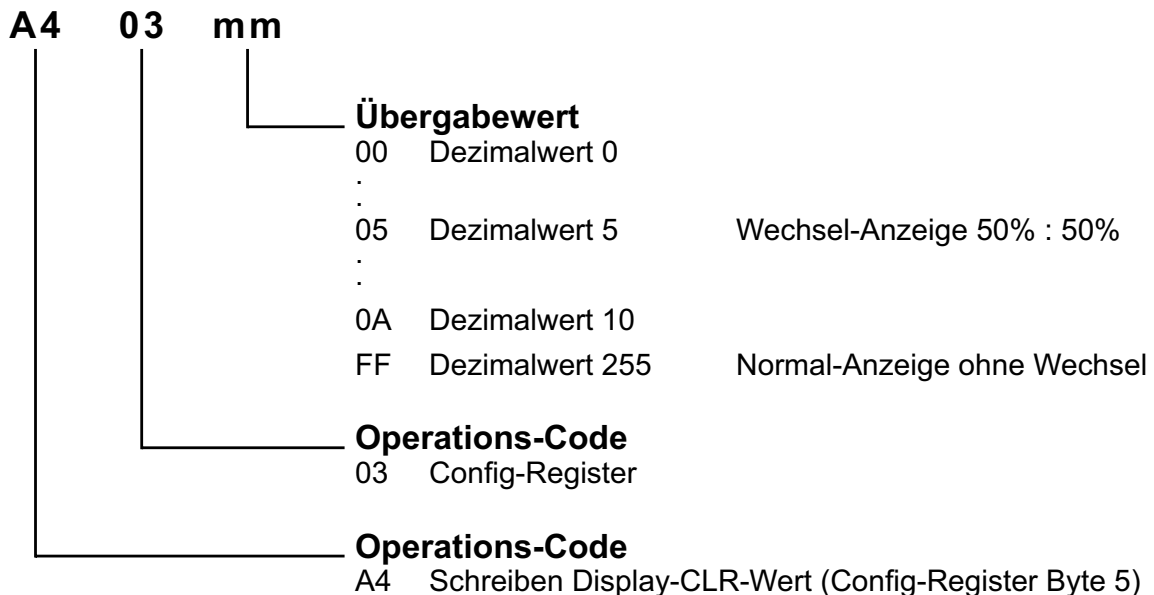 A4 03 mm
Übergabewert
00 Dezimalwert 0
.
.
05 Dezimalwert 5 Wechsel-Anzeige 50% : 50%
.
.
0A Dezimalwert 10
FF Dezimalwert 255 Normal-Anzeige ohne Wechsel
Operations-Code
03 Config-Register
Operations-Code
A4 Schreiben Display-CLR-Wert (Config-Register Byte 5)